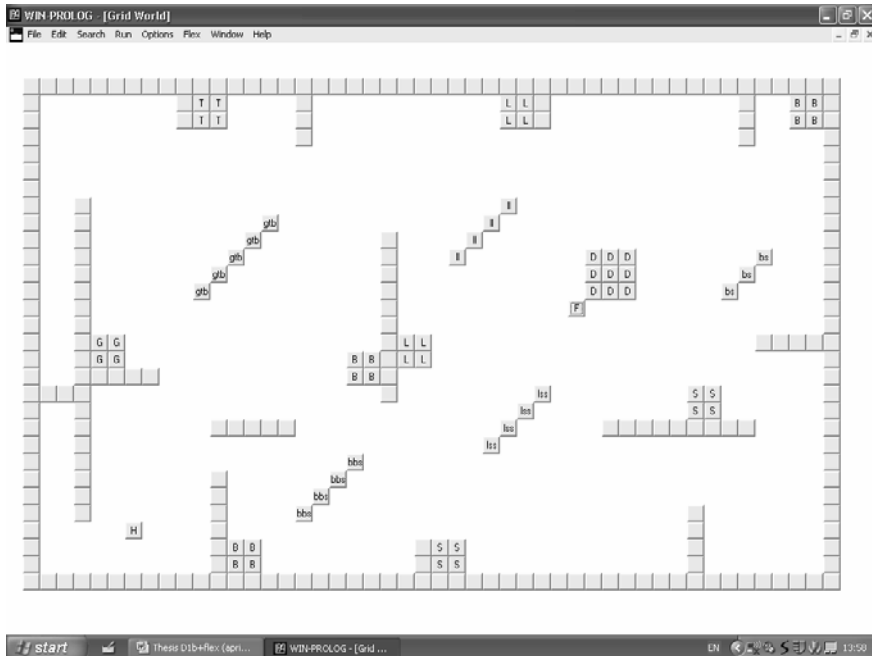 WIN-PROLOG - [Grid World]
File Edit Search Run Options Flex Window Help
T T L L B B
T T L L B B
ll
gtb ll
gtb ll
gtb ll D D D bs
gtb D D D bs
gtb D D D bs
F
G G L L
G G B B L L
B B
lss S S
lss S S
lss
lss
bbs
bbs
bbs
bbs
H
B B S S
B B S S
start Thesis D1b+flex (apri... WIN-PROLOG - [Grid ... EN 13:50